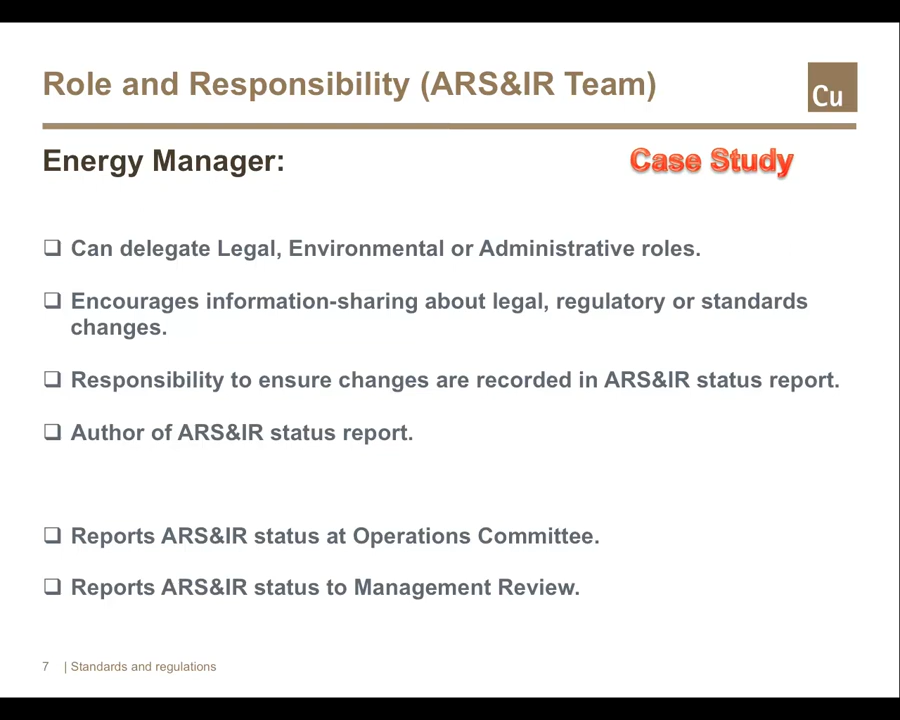 Role and Responsibility (ARS&IR Team)
Cu
Energy Manager:
Case Study
❑ Can delegate Legal, Environmental or Administrative roles.
❑ Encourages information-sharing about legal, regulatory or standards
changes.
❑ Responsibility to ensure changes are recorded in ARS&IR status report.
❑ Author of ARS&IR status report.
❑ Reports ARS&IR status at Operations Committee.
❑ Reports ARS&IR status to Management Review.
7 | Standards and regulations